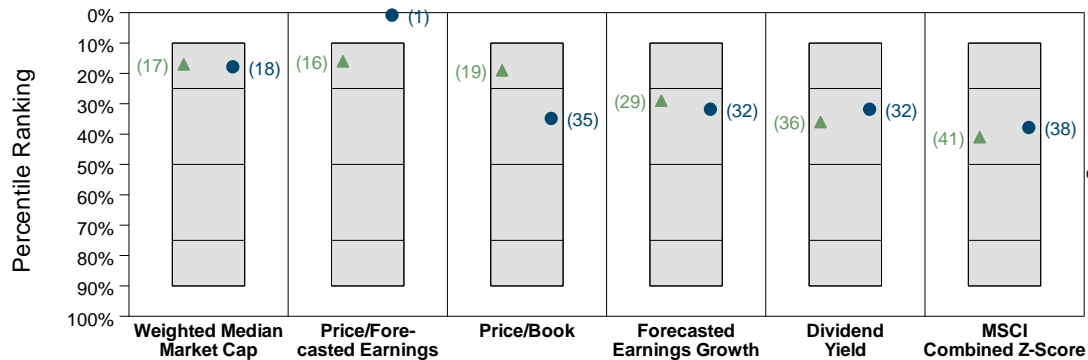 Percentile Ranking
0%
10%
20%
30%
40%
50%
60%
70%
80%
90%
100%
(17)
(18)
(16)
(1)
(19)
(35)
(29)
(32)
(36)
(32)
(41)
(38)
Weighted Median
Market Cap
Price/Fore-
casted Earnings
Price/Book
Forecasted
Earnings Growth
Dividend
Yield
MSCI
Combined Z-Score